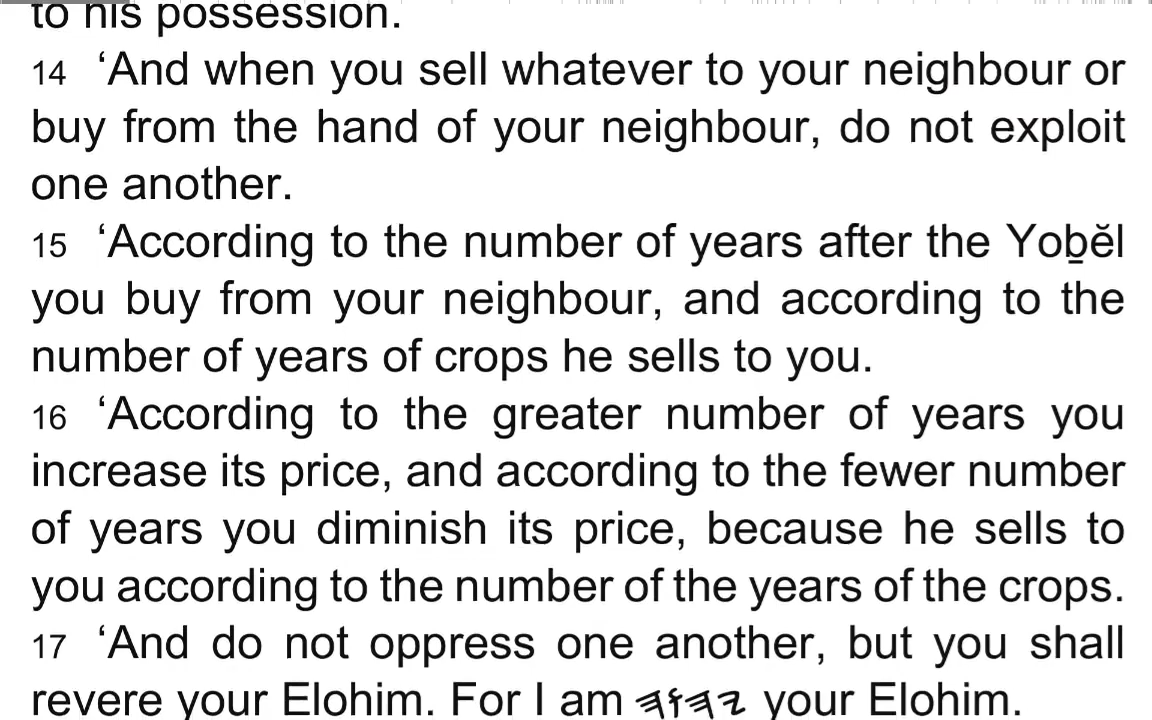 to his possession.
14 ‘And when you sell whatever to your neighbour or
buy from the hand of your neighbour, do not exploit
one another.
15 ‘According to the number of years after the Yoḇĕl
you buy from your neighbour, and according to the
number of years of crops he sells to you.
16 ‘According to the greater number of years you
increase its price, and according to the fewer number
of years you diminish its price, because he sells to
you according to the number of the years of the crops.
17 ‘And do not oppress one another, but you shall
revere your Elohim. For I am 𐤉𐤄𐤅𐤄 your Elohim.